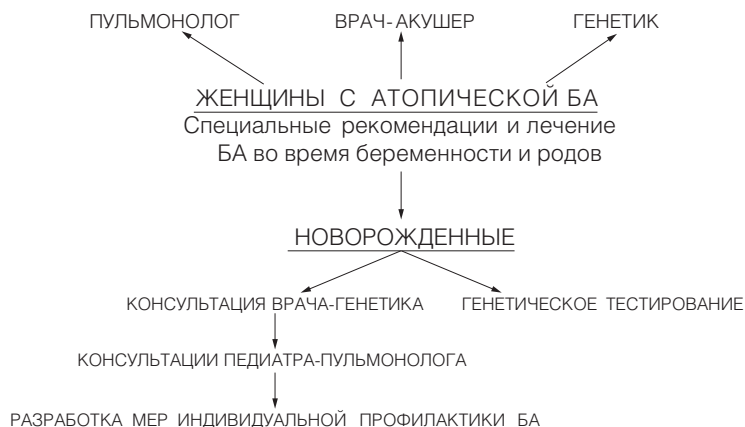 ПУЛЬМОНОЛОГ ВРАЧ-АКУШЕР ГЕНЕТИК
ЖЕНЩИНЫ С АТОПИЧЕСКОЙ БА
Специальные рекомендации и лечение
БА во время беременности и родов
НОВОРОЖДЕННЫЕ
КОНСУЛЬТАЦИЯ ВРАЧА-ГЕНЕТИКА ГЕНЕТИЧЕСКОЕ ТЕСТИРОВАНИЕ
КОНСУЛЬТАЦИИ ПЕДИАТРА-ПУЛЬМОНОЛОГА
РАЗРАБОТКА МЕР ИНДИВИДУАЛЬНОЙ ПРОФИЛАКТИКИ БА